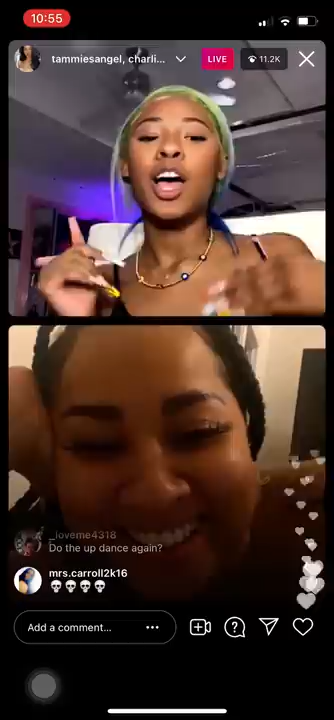 10:55
tammiesangel, charli...
LIVE
11.2K
_loveme4318
Do the up dance again?
mrs.carroll2k16
💀💀💀💀
Add a comment...